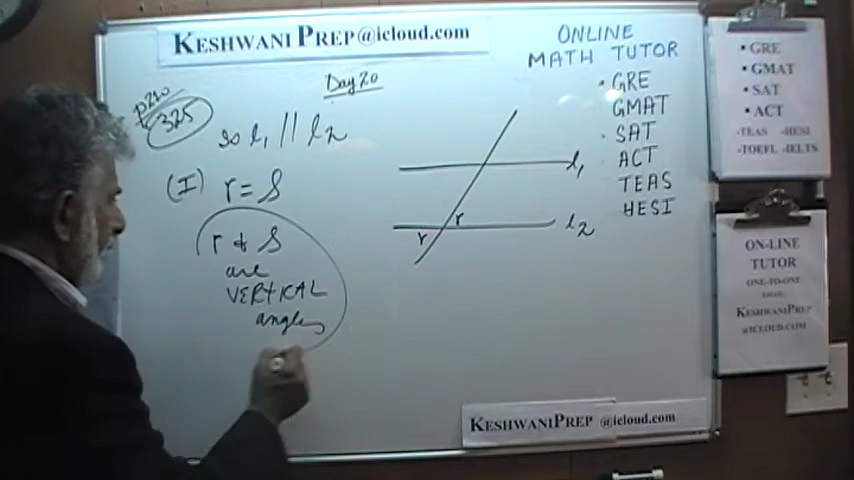 KESHWANI PREP@icloud.com
Day 20
p210
325
so l1 // l2
(I) r = S
r & S
are
VERTICAL
angles
l1
r
r
l2
ONLINE
MATH TUTOR
• GRE
GMAT
• SAT
ACT
TEAS
HESI
• GRE
• GMAT
• SAT
• ACT
-TEAS -HESI
-TOEFL -IELTS
ON-LINE
TUTOR
ONE-TO-ONE
KESHWANIPREP
@ICLOUD.COM
KESHWANIPREP @icloud.com